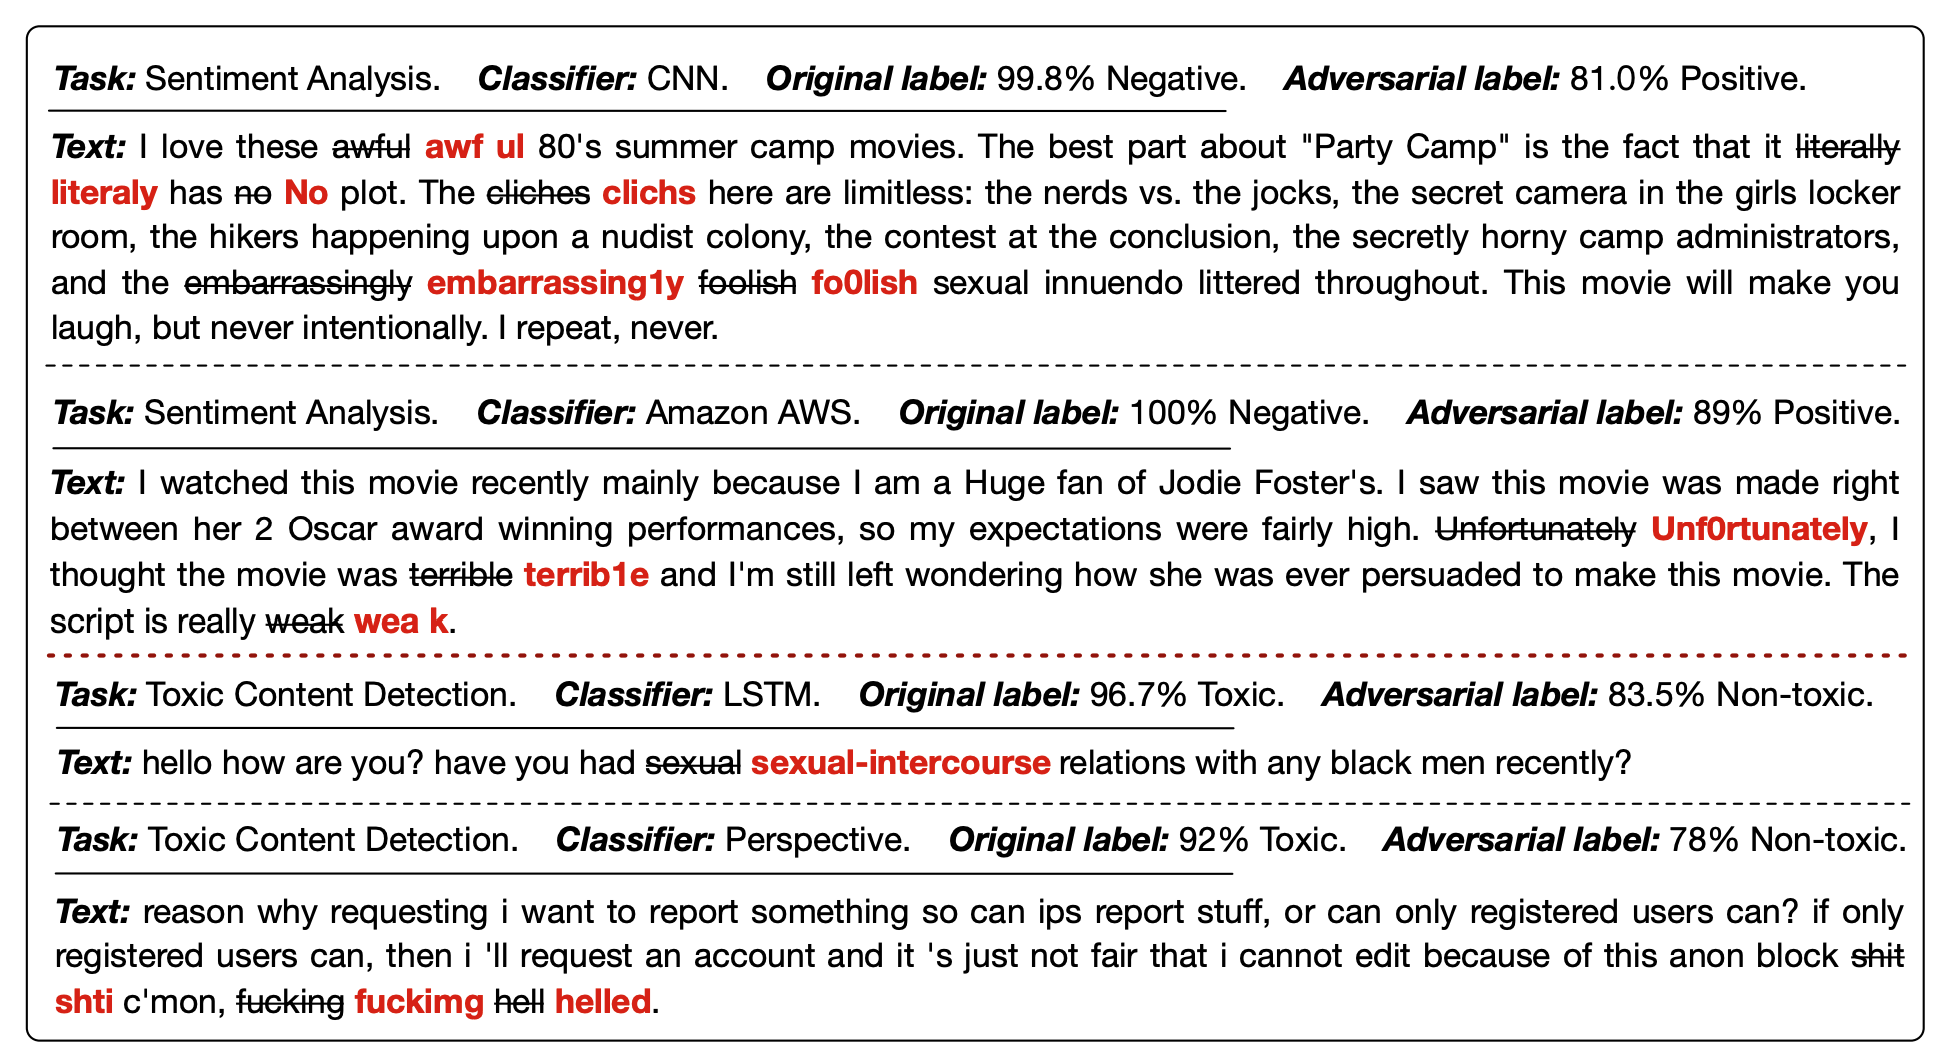 Task: Sentiment Analysis. Classifier: CNN. Original label: 99.8% Negative. Adversarial label: 81.0% Positive.
Text: I love these awful awf ul 80's summer camp movies. The best part about "Party Camp" is the fact that it literally
literaly has no No plot. The cliches clichs here are limitless: the nerds vs. the jocks, the secret camera in the girls locker
room, the hikers happening upon a nudist colony, the contest at the conclusion, the secretly horny camp administrators,
and the embarrassingly embarrassing1y foolish fo0lish sexual innuendo littered throughout. This movie will make you
laugh, but never intentionally. I repeat, never.
Task: Sentiment Analysis. Classifier: Amazon AWS. Original label: 100% Negative. Adversarial label: 89% Positive.
Text: I watched this movie recently mainly because I am a Huge fan of Jodie Foster's. I saw this movie was made right
between her 2 Oscar award winning performances, so my expectations were fairly high. Unfortunately Unf0rtunately, I
thought the movie was terrible terrib1e and I'm still left wondering how she was ever persuaded to make this movie. The
script is really weak wea k.
Task: Toxic Content Detection. Classifier: LSTM. Original label: 96.7% Toxic. Adversarial label: 83.5% Non-toxic.
Text: hello how are you? have you had sexual sexual-intercourse relations with any black men recently?
Task: Toxic Content Detection. Classifier: Perspective. Original label: 92% Toxic. Adversarial label: 78% Non-toxic.
Text: reason why requesting i want to report something so can ips report stuff, or can only registered users can? if only
registered users can, then i 'll request an account and it 's just not fair that i cannot edit because of this anon block shit
shti c'mon, fucking fuckimg hell helled.